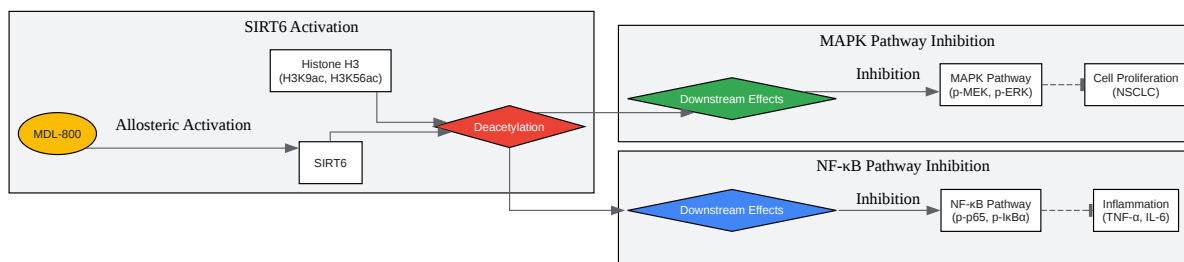 SIRT6 Activation
Histone H3
(H3K9ac, H3K56ac)
MDL-800
Allosteric Activation
Deacetylation
SIRT6
MAPK Pathway Inhibition
Downstream Effects
Inhibition
MAPK Pathway
(p-MEK, p-ERK)
Cell Proliferation
(NSCLC)
NF-κB Pathway Inhibition
Downstream Effects
Inhibition
NF-κB Pathway
(p-p65, p-IκBα)
Inflammation
(TNF-α, IL-6)